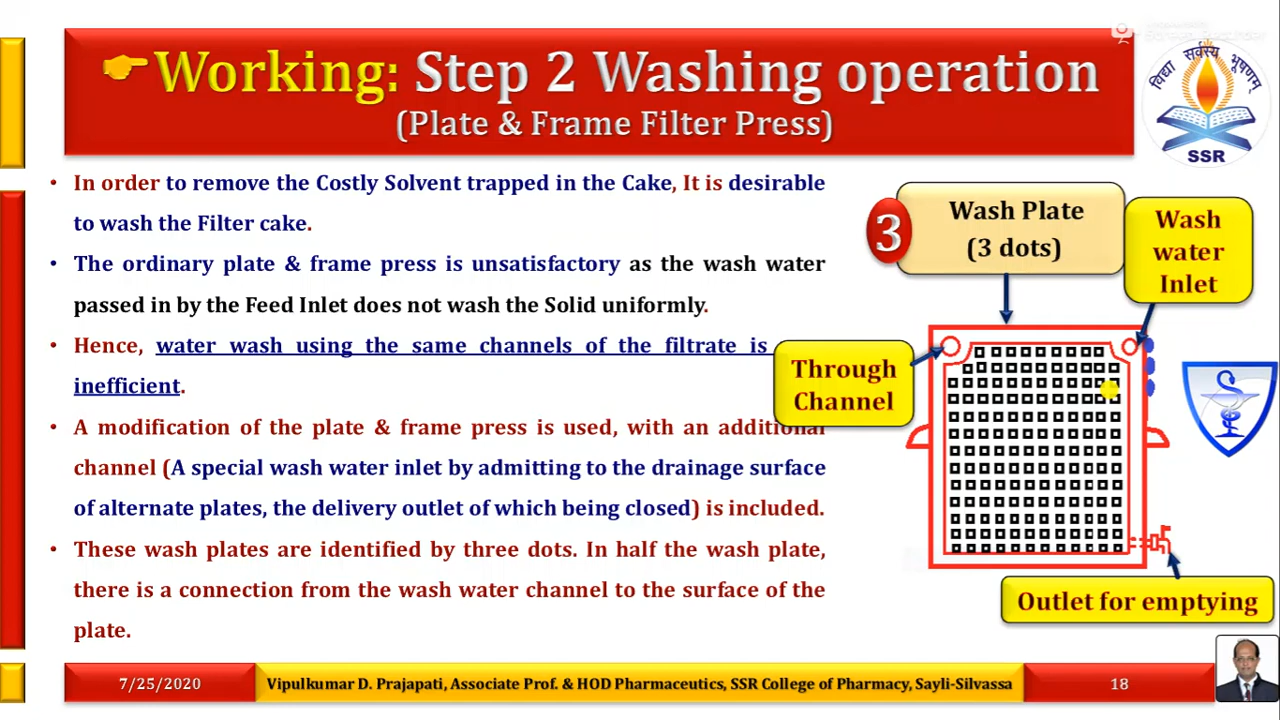 Working: Step 2 Washing operation
(Plate & Frame Filter Press)
विद्या सर्वस्य भूषणम्
SSR
• In order to remove the Costly Solvent trapped in the Cake, It is desirable
to wash the Filter cake.
• The ordinary plate & frame press is unsatisfactory as the wash water
passed in by the Feed Inlet does not wash the Solid uniformly.
• Hence, water wash using the same channels of the filtrate is
inefficient.
• A modification of the plate & frame press is used, with an additional
channel (A special wash water inlet by admitting to the drainage surface
of alternate plates, the delivery outlet of which being closed) is included.
• These wash plates are identified by three dots. In half the wash plate,
there is a connection from the wash water channel to the surface of the
plate.
3
Wash Plate
(3 dots)
Wash
water
Inlet
Through
Channel
Outlet for emptying
7/25/2020
Vipulkumar D. Prajapati, Associate Prof. & HOD Pharmaceutics, SSR College of Pharmacy, Sayli-Silvassa
18